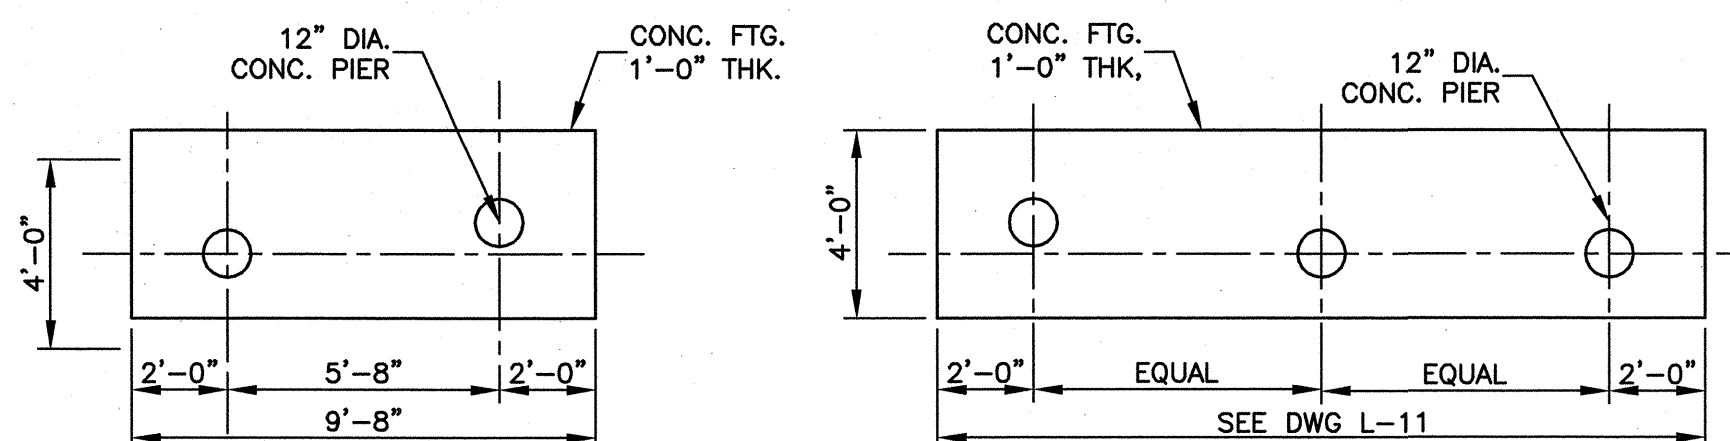 12" DIA.
CONC. PIER
CONC. FTG.
1'-0" THK.
4'-0"
2'-0"
5'-8"
2'-0"
9'-8"
CONC. FTG.
1'-0" THK,
12" DIA.
CONC. PIER
4'-0"
2'-0"
EQUAL
EQUAL
2'-0"
SEE DWG L-11